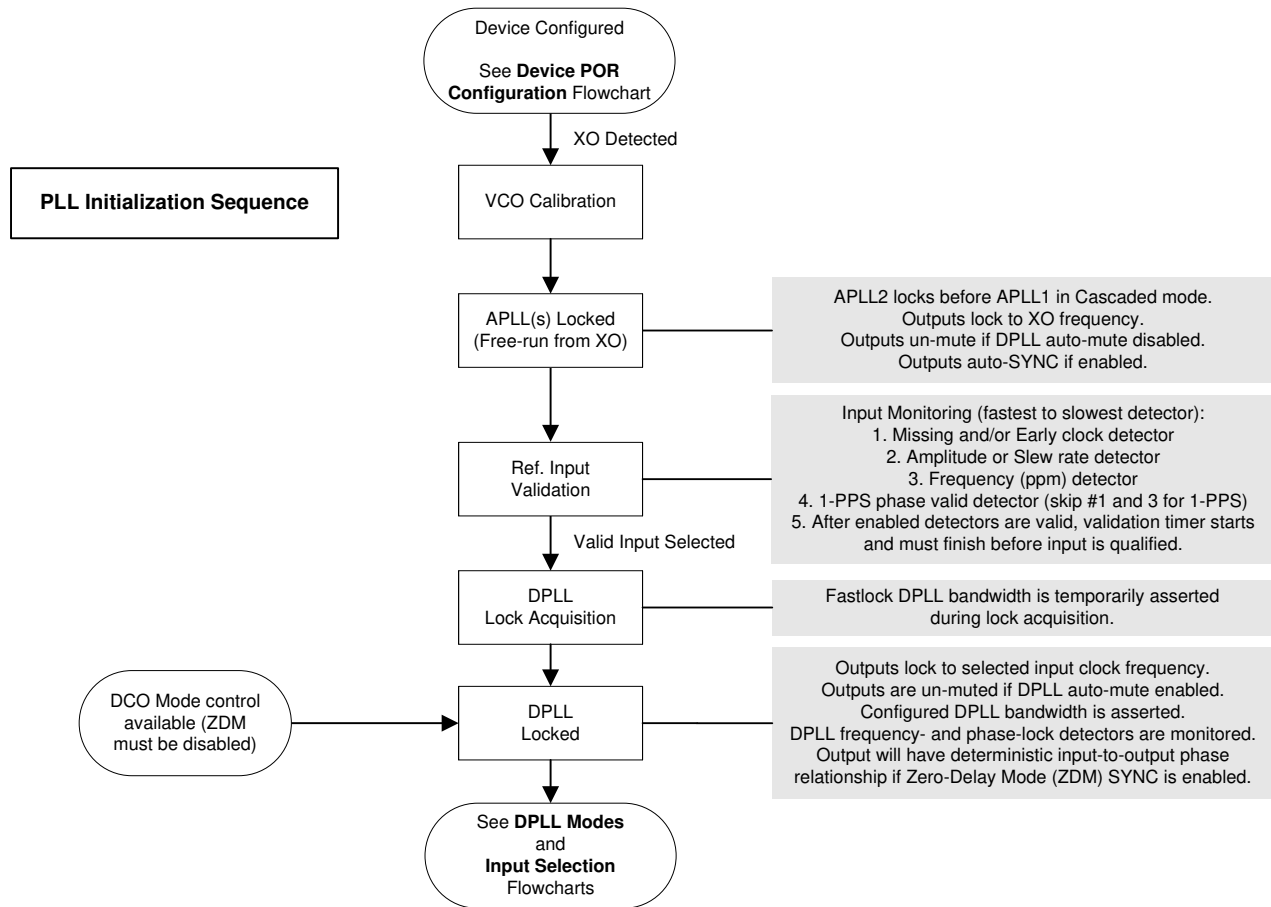 Device Configured
See Device POR
Configuration Flowchart
XO Detected
PLL Initialization Sequence
VCO Calibration
APLL(s) Locked
(Free-run from XO)
APLL2 locks before APLL1 in Cascaded mode.
Outputs lock to XO frequency.
Outputs un-mute if DPLL auto-mute disabled.
Outputs auto-SYNC if enabled.
Ref. Input
Validation
Input Monitoring (fastest to slowest detector):
1. Missing and/or Early clock detector
2. Amplitude or Slew rate detector
3. Frequency (ppm) detector
4. 1-PPS phase valid detector (skip #1 and 3 for 1-PPS)
5. After enabled detectors are valid, validation timer starts
and must finish before input is qualified.
Valid Input Selected
DPLL
Lock Acquisition
Fastlock DPLL bandwidth is temporarily asserted
during lock acquisition.
DCO Mode control
available (ZDM
must be disabled)
DPLL
Locked
Outputs lock to selected input clock frequency.
Outputs are un-muted if DPLL auto-mute enabled.
Configured DPLL bandwidth is asserted.
DPLL frequency- and phase-lock detectors are monitored.
Output will have deterministic input-to-output phase
relationship if Zero-Delay Mode (ZDM) SYNC is enabled.
See DPLL Modes
and
Input Selection
Flowcharts